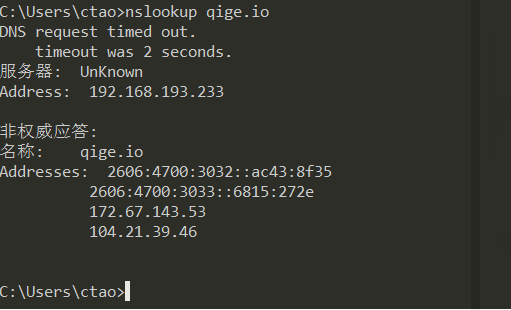 C:\Users\ctao>nslookup qige.io
DNS request timed out.
    timeout was 2 seconds.
服务器:  UnKnown
Address:  192.168.193.233

非权威应答:
名称:    qige.io
Addresses:  2606:4700:3032::ac43:8f35
          2606:4700:3033::6815:272e
          172.67.143.53
          104.21.39.46

C:\Users\ctao>